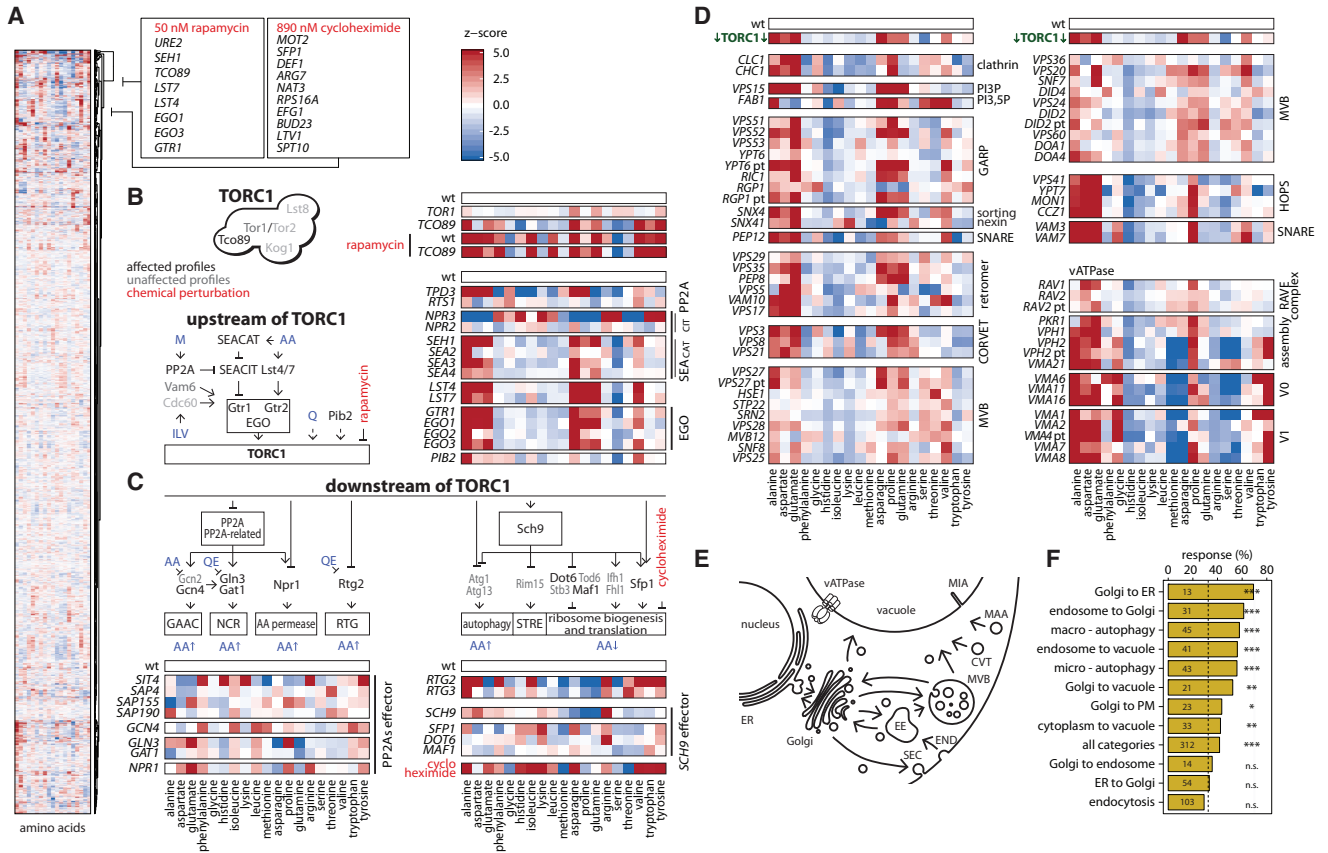 A
50 nM rapamycin
URE2
SEH1
TCO89
LST7
LST4
EGO1
EGO3
GTR1
890 nM cycloheximide
MOT2
SFP1
DEF1
ARG7
NAT3
RPS16A
EFG1
BUD23
LTV1
SPT10
z-score
5.0
2.5
0
-2.5
-5.0
amino acids
B
TORC1
Lst8
Tor1/Tor2
Tco89
Kog1
affected profiles
unaffected profiles
chemical perturbation
upstream of TORC1
M
SEACAT
AA
PP2A
SEACIT
Lst4/7
Vam6
Cdc60
Gtr1
Gtr2
EGO
Q
Pib2
rapamycin
ILV
TORC1
wt
TOR1
TCO89
rapamycin
wt
TCO89
wt
TPD3
RTS1
PP2A
NPR3
NPR2
CIT
SEH1
SEA2
SEA3
SEA4
SEACAT
LST4
LST7
GTR1
EGO1
EGO2
EGO3
EGO
PIB2
C
downstream of TORC1
PP2A
PP2A-related
Sch9
cycloheximide
AA
QE
QE
Gcn2
Gcn4
Gln3
Gat1
Npr1
Rtg2
Atg1
Atg13
Rim15
Dot6
Tod6
Stb3
Maf1
Ifh1
Fhl1
Sfp1
GAAC
NCR
AA permease
RTG
autophagy
STRE
ribosome biogenesis
and translation
AA↑
AA↑
AA↑
AA↑
AA↑
AA↓
wt
SIT4
SAP4
SAP155
SAP190
GCN4
GLN3
GAT1
NPR1
PP2As effector
alanine
aspartate
glutamate
phenylalanine
glycine
histidine
isoleucine
lysine
leucine
methionine
asparagine
proline
glutamine
arginine
serine
threonine
valine
tryptophan
tyrosine
wt
RTG2
RTG3
SCH9
SFP1
DOT6
MAF1
cyclo
heximide
SCH9 effector
alanine
aspartate
glutamate
phenylalanine
glycine
histidine
isoleucine
lysine
leucine
methionine
asparagine
proline
glutamine
arginine
serine
threonine
valine
tryptophan
tyrosine
D
wt
↓TORC1↓
CLC1
CHC1
clathrin
VPS15
PI3P
FAB1
PI3,5P
VPS51
VPS52
VPS53
YPT6
YPT6 pt
RIC1
RGP1
RGP1 pt
GARP
SNX4
SNX41
sorting
nexin
PEP12
SNARE
VPS29
VPS35
PEP8
VPS5
VAM10
VPS17
retromer
VPS3
VPS8
VPS21
CORVET
VPS27
VPS27 pt
HSE1
STP22
SRN2
VPS28
MVB12
SNF8
VPS25
MVB
alanine
aspartate
glutamate
phenylalanine
glycine
histidine
isoleucine
lysine
leucine
methionine
asparagine
proline
glutamine
arginine
serine
threonine
valine
tryptophan
tyrosine
wt
↓TORC1↓
VPS36
VPS20
SNF7
DID4
VPS24
DID2
DID2 pt
VPS60
DOA1
DOA4
MVB
VPS41
YPT7
MON1
CCZ1
HOPS
VAM3
VAM7
SNARE
vATPase
RAV1
RAV2
RAV2 pt
RAVE
complex
PKR1
VPH1
VPH2
VPH2 pt
VMA21
assembly
VMA6
VMA11
VMA16
V0
VMA1
VMA2
VMA4
VMA4 pt
VMA7
VMA8
V1
alanine
aspartate
glutamate
phenylalanine
glycine
histidine
isoleucine
lysine
leucine
methionine
asparagine
proline
glutamine
arginine
serine
threonine
valine
tryptophan
tyrosine
E
vATPase
MIA
vacuole
nucleus
MAA
CVT
MVB
ER
Golgi
EE
END
SEC
F
response (%)
0 20 40 60 80
Golgi to ER 13 ***
endosome to Golgi 31 ***
macro - autophagy 45 ***
endosome to vacuole 41 ***
micro - autophagy 43 ***
Golgi to vacuole 21 **
Golgi to PM 23 *
cytoplasm to vacuole 33 **
all categories 312 ***
Golgi to endosome 14 n.s.
ER to Golgi 54 n.s.
endocytosis 103 n.s.